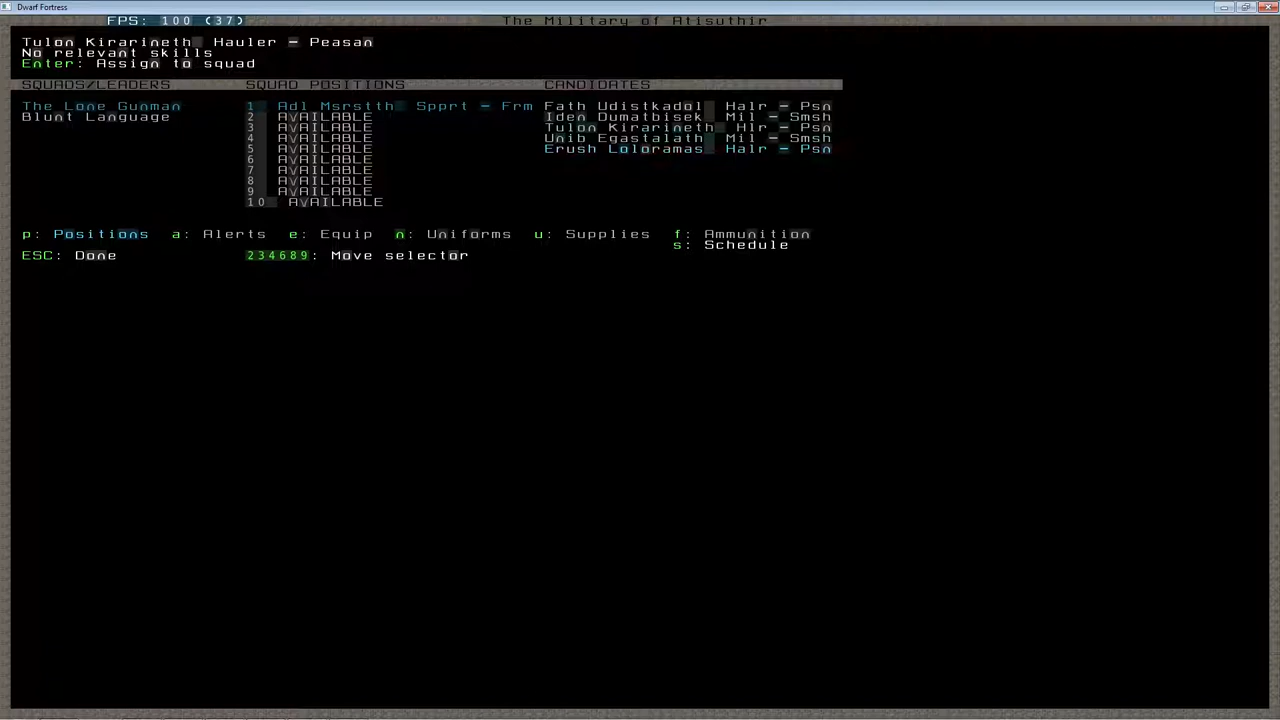 Dwarf Fortress
FPS: 100 (37) The Military of Atisuthir
Tulon Kirarineth Hauler - Peasan
No relevant skills
Enter: Assign to squad
SQUADS/LEADERS SQUAD POSITIONS CANDIDATES
The Lone Gunman 1 Adl Msrstth Spprt - Frm Fath Udistkadol Halr - Psn
Blunt Language 2 AVAILABLE Iden Dumatbisek Mil - Smsh
3 AVAILABLE Tulon Kirarineth Hlr - Psn
4 AVAILABLE Unib Egastalath Mil - Smsh
5 AVAILABLE Erush Loloramas Halr - Psn
6 AVAILABLE
7 AVAILABLE
8 AVAILABLE
9 AVAILABLE
10 AVAILABLE
p: Positions a: Alerts e: Equip n: Uniforms u: Supplies f: Ammunition
s: Schedule
ESC: Done 234689: Move selector